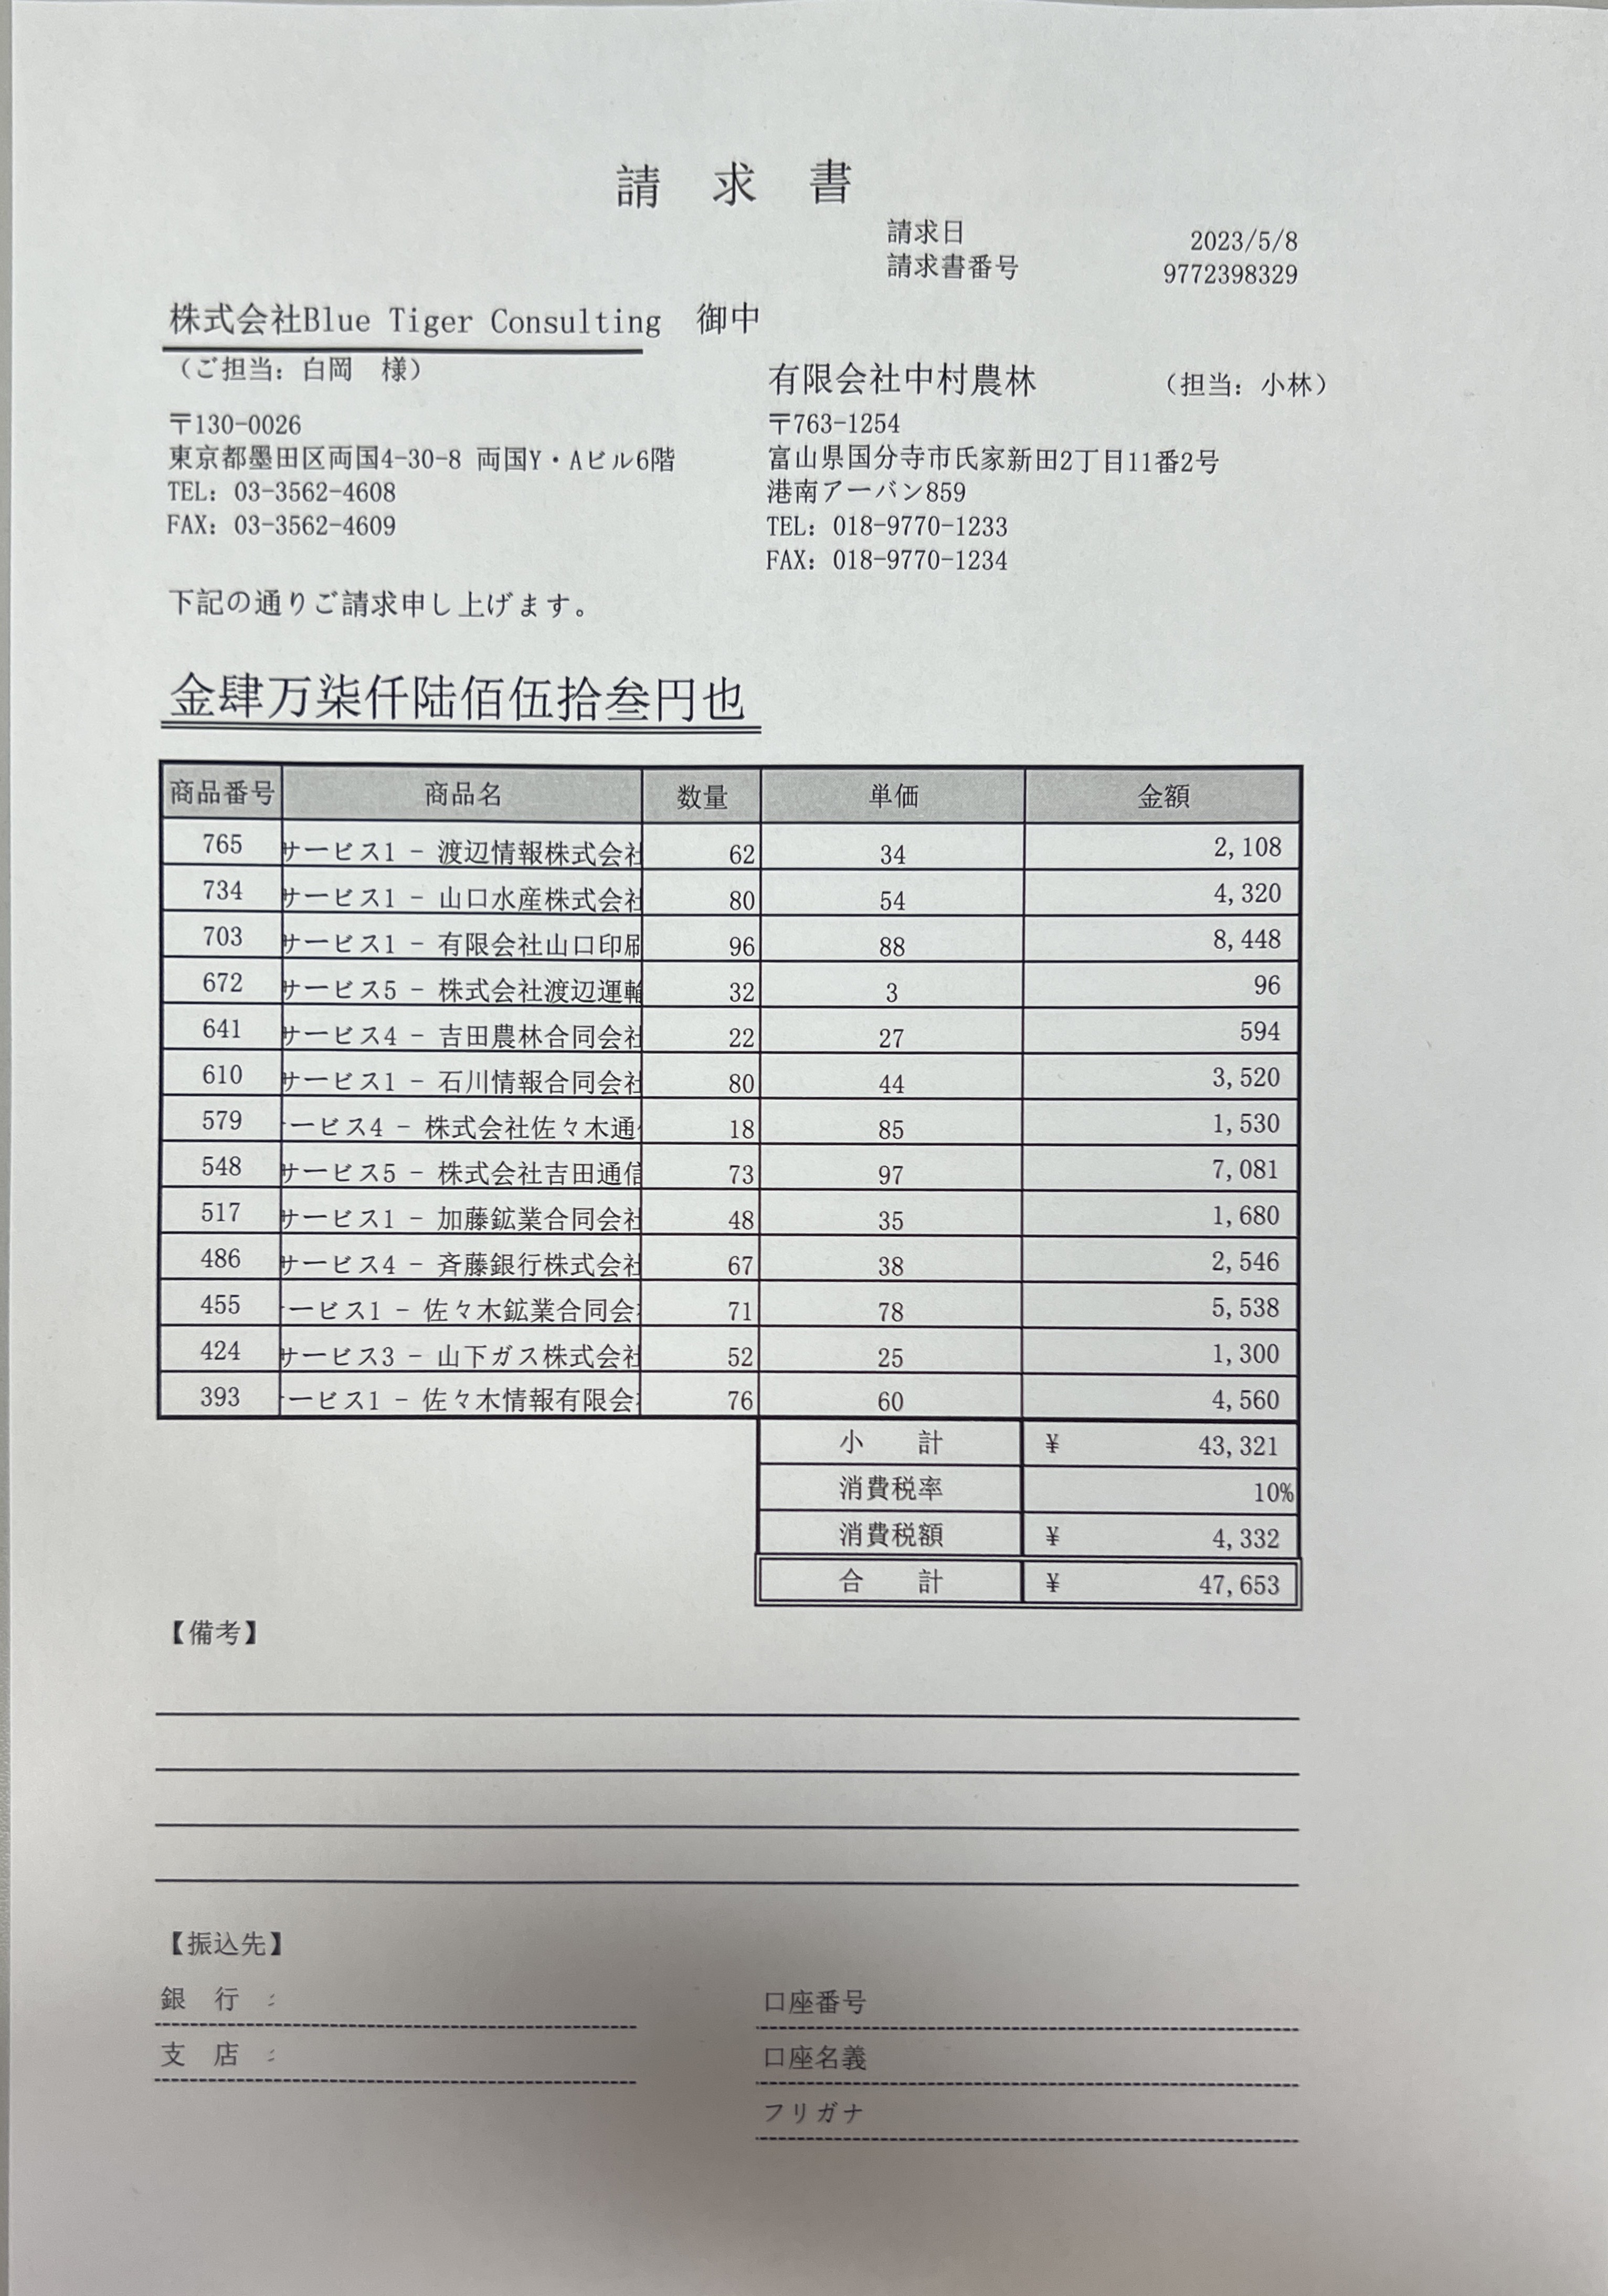 請 求 書
請求日 2023/5/8
請求書番号 9772398329
株式会社Blue Tiger Consulting 御中
（ご担当：白岡 様）
有限会社中村農林 （担当：小林）
〒130-0026
東京都墨田区両国4-30-8 両国Y・Aビル6階
TEL：03-3562-4608
FAX：03-3562-4609
〒763-1254
富山県国分寺市氏家新田2丁目11番2号
港南アーバン859
TEL：018-9770-1233
FAX：018-9770-1234
下記の通りご請求申し上げます。
金肆万柒仟陸佰伍拾叁円也
商品番号 商品名 数量 単価 金額
765 サービス1 - 渡辺情報株式会社 62 34 2,108
734 サービス1 - 山口水産株式会社 80 54 4,320
703 サービス1 - 有限会社山口印刷 96 88 8,448
672 サービス5 - 株式会社渡辺運輸 32 3 96
641 サービス4 - 吉田農林合同会社 22 27 594
610 サービス1 - 石川情報合同会社 80 44 3,520
579 ービス4 - 株式会社佐々木通 18 85 1,530
548 サービス5 - 株式会社吉田通信 73 97 7,081
517 サービス1 - 加藤鉱業合同会社 48 35 1,680
486 サービス4 - 斉藤銀行株式会社 67 38 2,546
455 ービス1 - 佐々木鉱業合同会 71 78 5,538
424 サービス3 - 山下ガス株式会社 52 25 1,300
393 ービス1 - 佐々木情報有限会 76 60 4,560
小 計 ¥ 43,321
消費税率 10%
消費税額 ¥ 4,332
合 計 ¥ 47,653
【備考】
【振込先】
銀 行 :
支 店 :
口座番号
口座名義
フリガナ